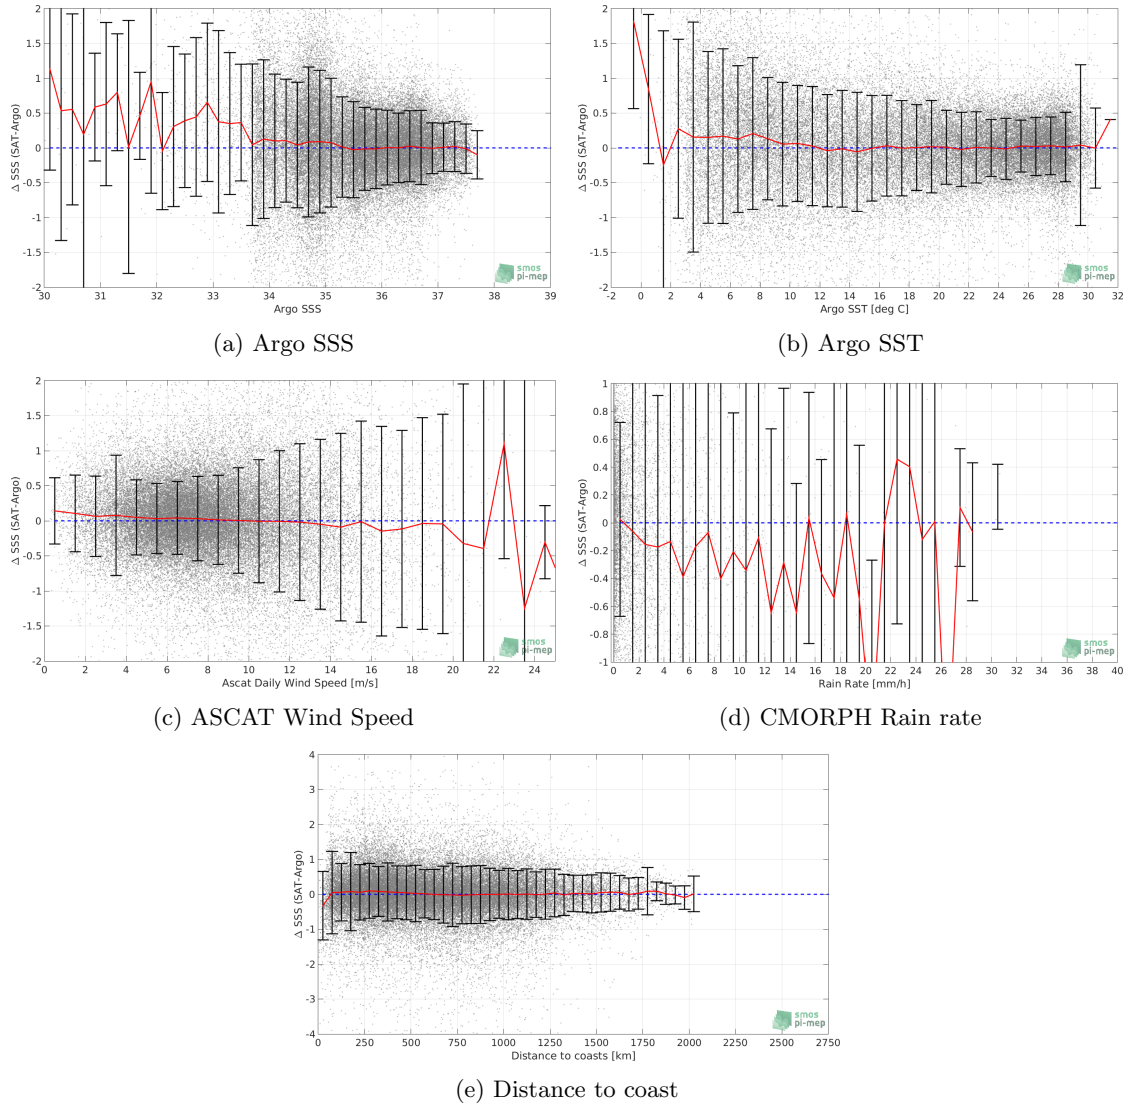 2
1.5
1
0.5
0
-0.5
-1
-1.5
-2
Δ SSS (SAT-Argo)
30 31 32 33 34 35 36 37 38 39
Argo SSS
smos
pi-mep
(a) Argo SSS
2
1.5
1
0.5
0
-0.5
-1
-1.5
-2
Δ SSS (SAT-Argo)
-2 0 2 4 6 8 10 12 14 16 18 20 22 24 26 28 30 32
Argo SST [deg C]
smos
pi-mep
(b) Argo SST
2
1.5
1
0.5
0
-0.5
-1
-1.5
-2
Δ SSS (SAT-Argo)
0 2 4 6 8 10 12 14 16 18 20 22 24
Ascat Daily Wind Speed [m/s]
smos
pi-mep
(c) ASCAT Wind Speed
1
0.8
0.6
0.4
0.2
0
-0.2
-0.4
-0.6
-0.8
-1
Δ SSS (SAT-Argo)
0 2 4 6 8 10 12 14 16 18 20 22 24 26 28 30 32 34 36 38 40
Rain Rate [mm/h]
smos
pi-mep
(d) CMORPH Rain rate
4
3
2
1
0
-1
-2
-3
-4
Δ SSS (SAT-Argo)
0 250 500 750 1000 1250 1500 1750 2000 2250 2500 2750
Distance to coasts [km]
smos
pi-mep
(e) Distance to coast